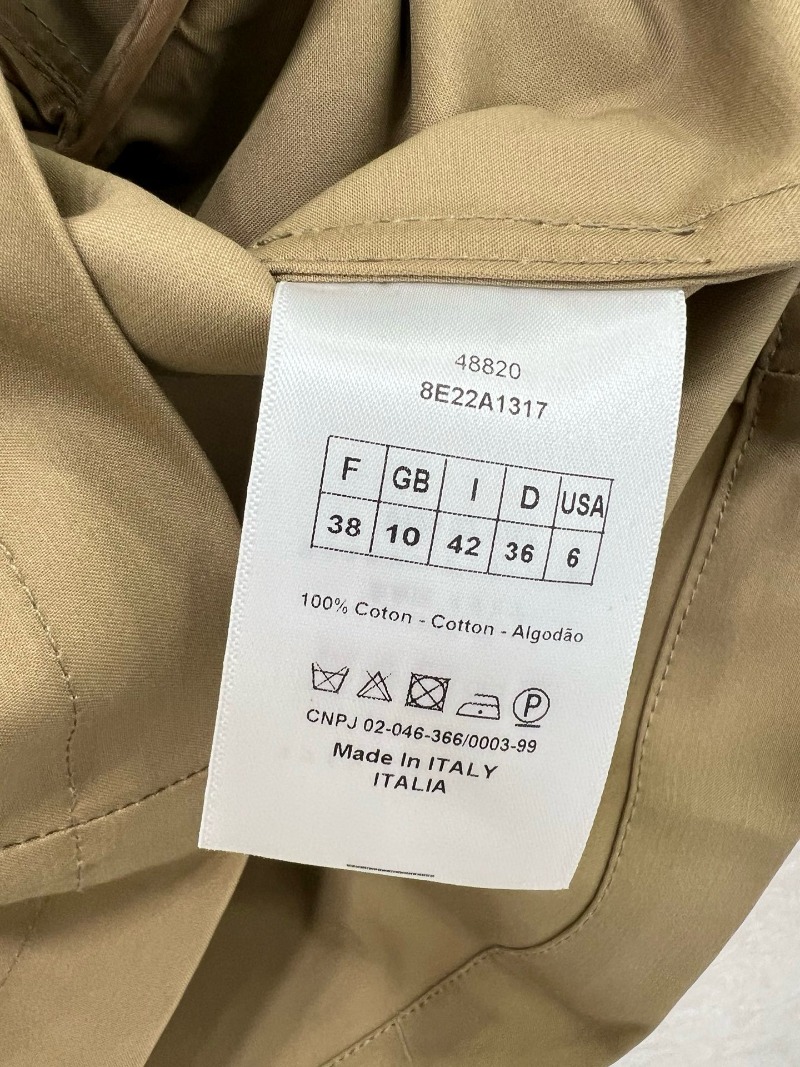 48820
8E22A1317
F GB I D USA
38 10 42 36 6
100% Coton - Cotton - Algodão
P
CNPJ 02-046-366/0003-99
Made In ITALY
ITALIA